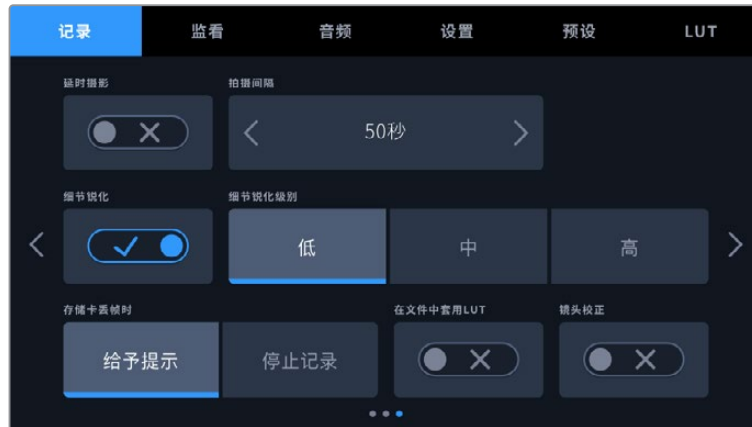 记录 监看 音频 设置 预设 LUT
延时摄影 拍摄间隔
50秒
细节锐化 细节锐化级别
低 中 高
存储卡丢帧时 在文件中套用LUT 镜头校正
给予提示 停止记录